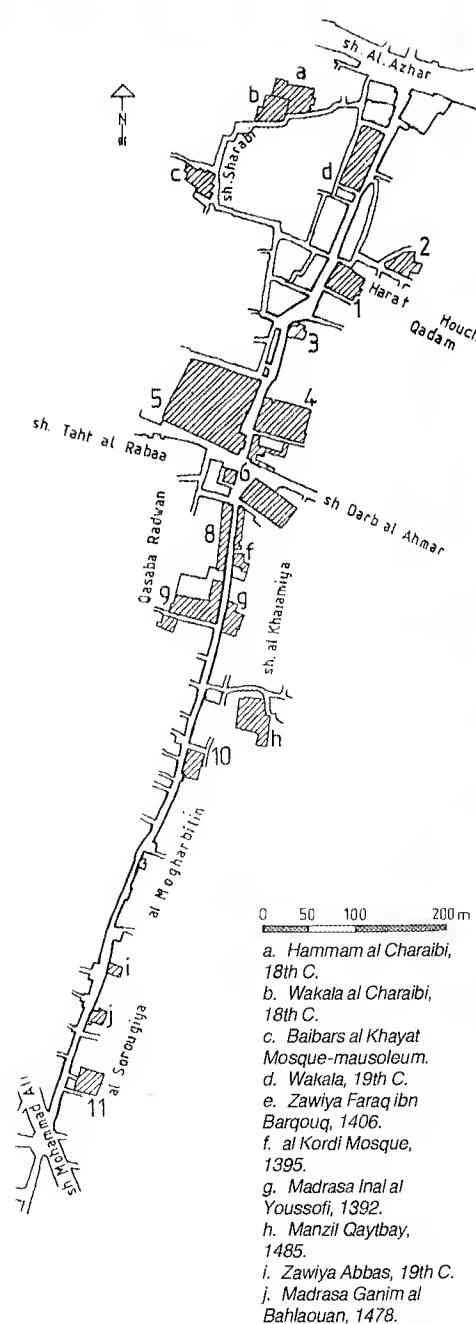 sh. Al. Azhar
a
b
N
sh. Sharab
c
d
2
1
Harat
Houch
Qadam
3
5
4
sh. Taht al Rabaa
6
sh Darb al Ahmar
Qasaba Radwan
8
f
9
g
sh. al Khaiamiya
h
10
al Mogharbilin
i
j
al Sorougiya
11
sh Mohammad Ali
0 50 100 200 m
a. Hammam al Charaibi,
18th C.
b. Wakala al Charaibi,
18th C.
c. Baibars al Khayat
Mosque-mausoleum.
d. Wakala, 19th C.
e. Zawiya Faraq ibn
Barqouq, 1406.
f. al Kordi Mosque,
1395.
g. Madrasa Inal al
Youssofi, 1392.
h. Manzil Qaytbay,
1485.
i. Zawiya Abbas, 19th C.
j. Madrasa Ganim al
Bahlaouan, 1478.